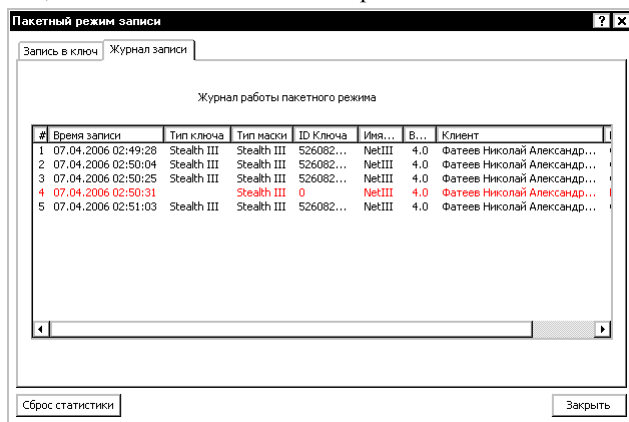 Пакетный режим записи
Запись в ключ Журнал записи
Журнал работы пакетного режима
# Время записи Тип ключа Тип маски ID Ключа Имя... В... Клиент
1 07.04.2006 02:49:28 Stealth III Stealth III 526082... NetIII 4.0 Фатеев Николай Александр...
2 07.04.2006 02:50:04 Stealth III Stealth III 526082... NetIII 4.0 Фатеев Николай Александр...
3 07.04.2006 02:50:25 Stealth III Stealth III 526082... NetIII 4.0 Фатеев Николай Александр...
4 07.04.2006 02:50:31 Stealth III 0 NetIII 4.0 Фатеев Николай Александр...
5 07.04.2006 02:51:03 Stealth III Stealth III 526082... NetIII 4.0 Фатеев Николай Александр...
Сброс статистики Закрыть